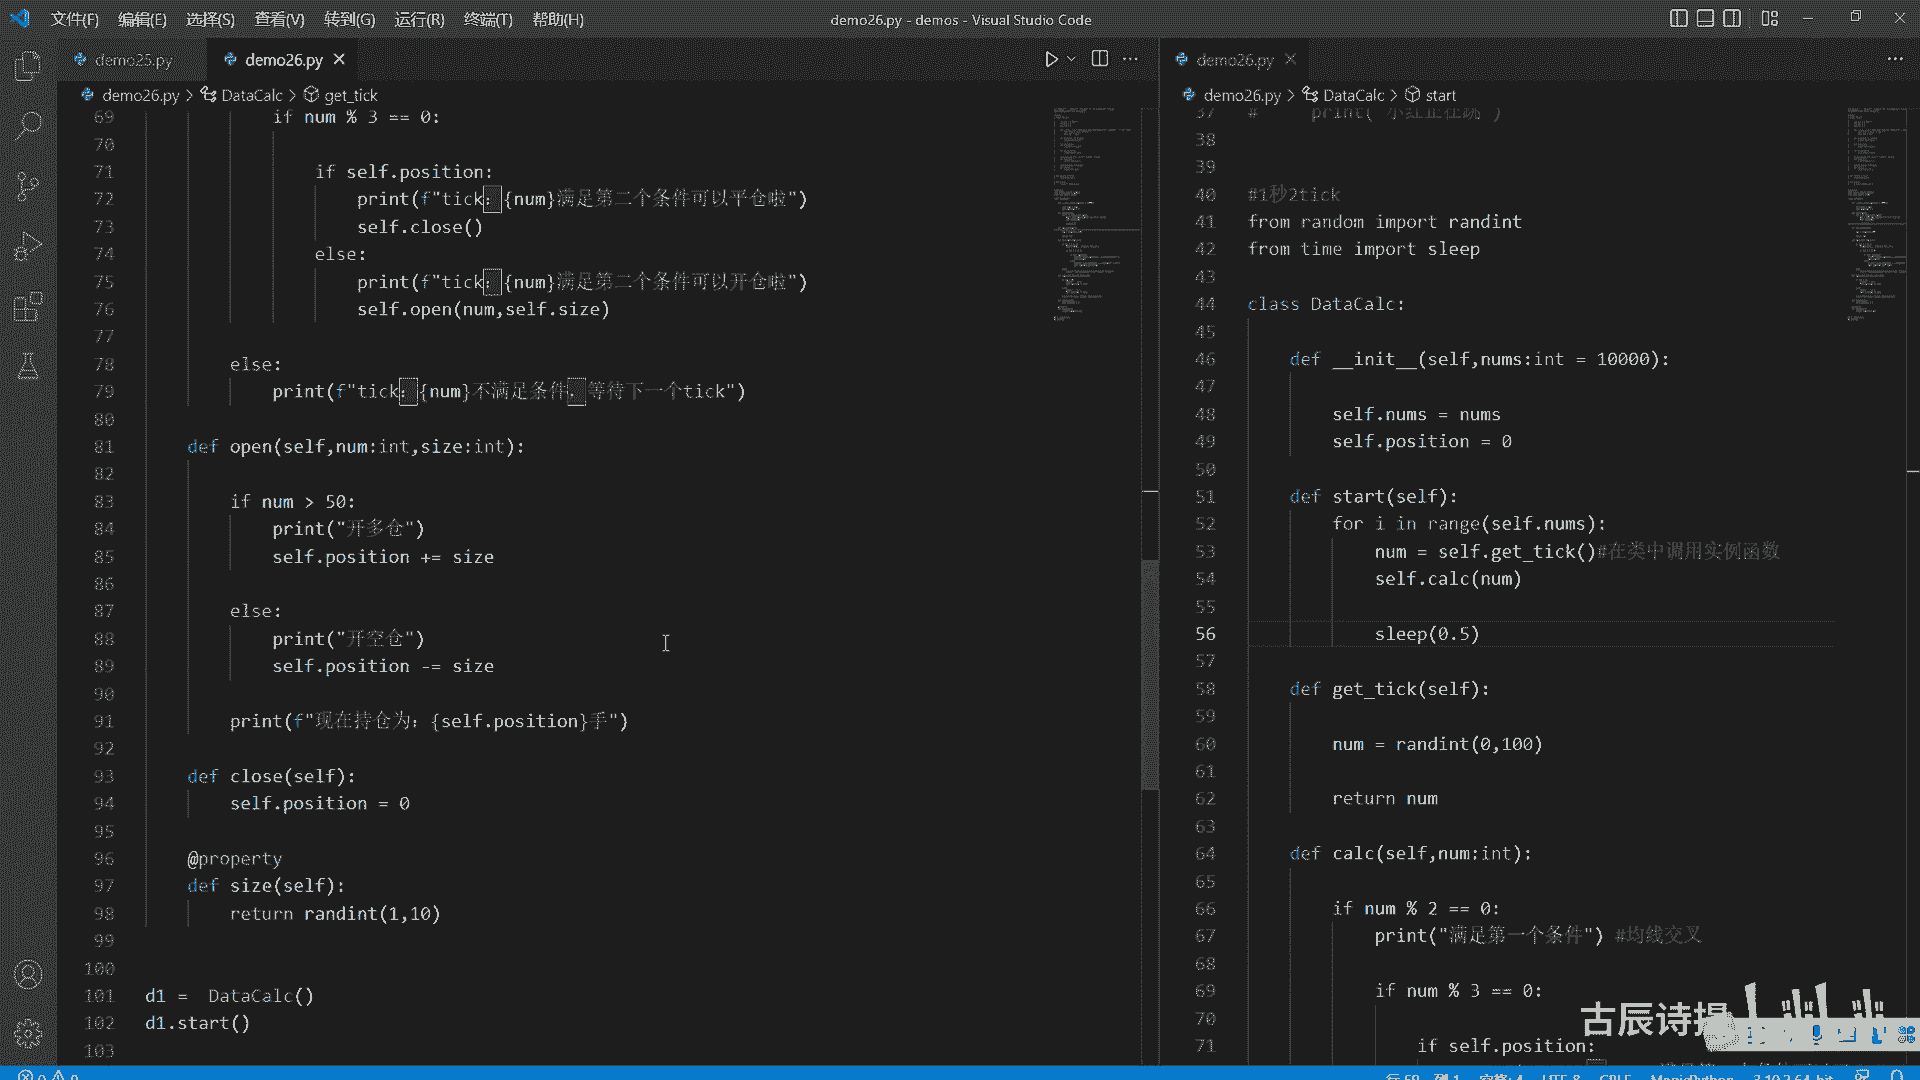 文件(F) 编辑(E) 选择(S) 查看(V) 转到(G) 运行(R) 终端(T) 帮助(H)
demo26.py - demos - Visual Studio Code
demo25.py
demo26.py
demo26.py > DataCalc > get_tick
69 if num % 3 == 0:
70
71 if self.position:
72 print(f"tick：{num}满足第二个条件可以平仓啦")
73 self.close()
74 else:
75 print(f"tick：{num}满足第二个条件可以开仓啦")
76 self.open(num,self.size)
77
78 else:
79 print(f"tick：{num}不满足条件，等待下一个tick")
80
81 def open(self,num:int,size:int):
82
83 if num > 50:
84 print("开多仓")
85 self.position += size
86
87 else:
88 print("开空仓")
89 self.position -= size
90
91 print(f"现在持仓为：{self.position}手")
92
93 def close(self):
94 self.position = 0
95
96 @property
97 def size(self):
98 return randint(1,10)
99
100
101 d1 =  DataCalc()
102 d1.start()
103
demo26.py
demo26.py > DataCalc > start
37 # print( 小红正在跳 )
38
39
40 #1秒2tick
41 from random import randint
42 from time import sleep
43
44 class DataCalc:
45
46 def __init__(self,nums:int = 10000):
47
48 self.nums = nums
49 self.position = 0
50
51 def start(self):
52 for i in range(self.nums):
53 num = self.get_tick()#在类中调用实例函数
54 self.calc(num)
55
56 sleep(0.5)
57
58 def get_tick(self):
59
60 num = randint(0,100)
61
62 return num
63
64 def calc(self,num:int):
65
66 if num % 2 == 0:
67 print("满足第一个条件") #均线交叉
68
69 if num % 3 == 0:
70
71 if self.position:
古辰诗提